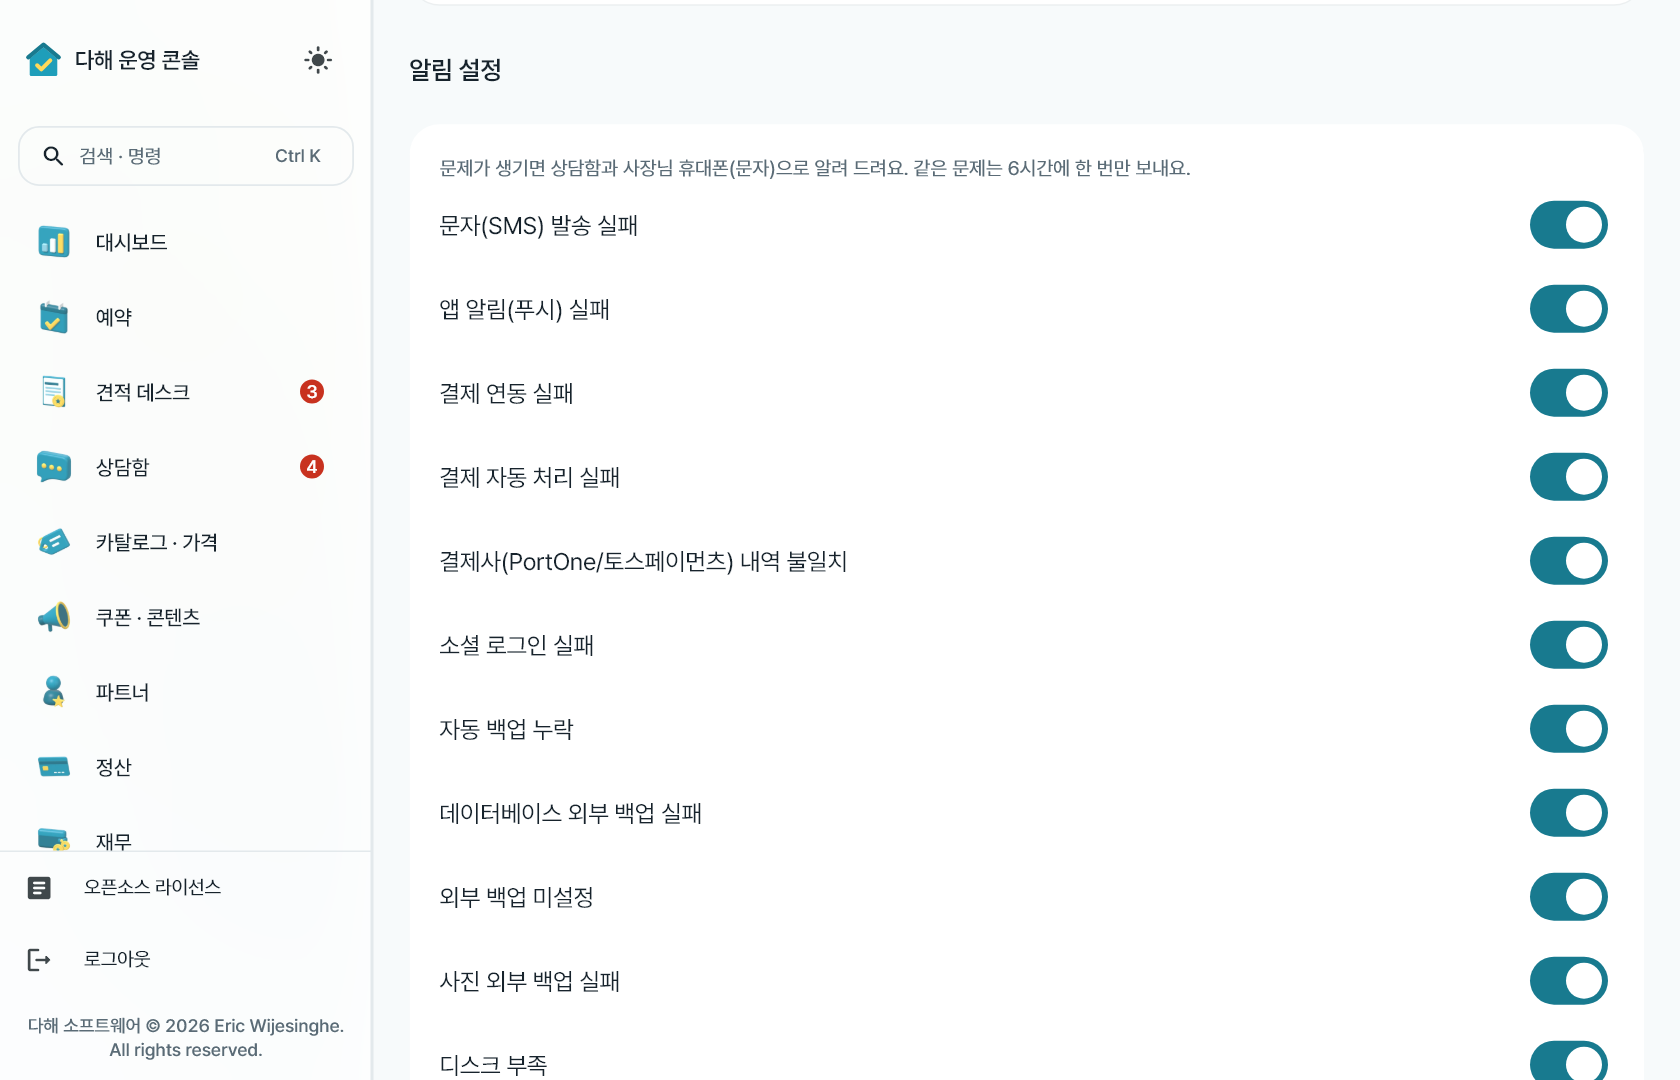 다해 운영 콘솔
검색 · 명령 Ctrl K
대시보드
예약
견적 데스크 3
상담함 4
카탈로그 · 가격
쿠폰 · 콘텐츠
파트너
정산
재무
오픈소스 라이선스
로그아웃
다해 소프트웨어 © 2026 Eric Wijesinghe.
All rights reserved.
알림 설정
문제가 생기면 상담함과 사장님 휴대폰(문자)으로 알려 드려요. 같은 문제는 6시간에 한 번만 보내요.
문자(SMS) 발송 실패
앱 알림(푸시) 실패
결제 연동 실패
결제 자동 처리 실패
결제사(PortOne/토스페이먼츠) 내역 불일치
소셜 로그인 실패
자동 백업 누락
데이터베이스 외부 백업 실패
외부 백업 미설정
사진 외부 백업 실패
디스크 부족